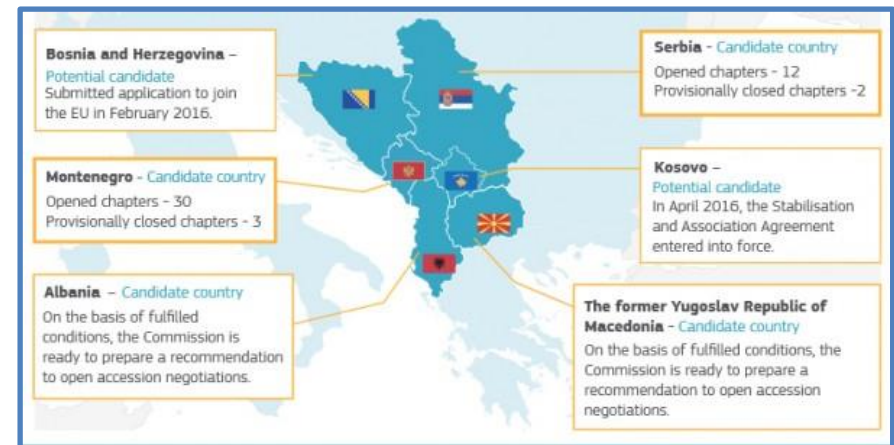 Bosnia and Herzegovina –
Potential candidate
Submitted application to join
the EU in February 2016.
Serbia - Candidate country
Opened chapters - 12
Provisionally closed chapters -2
Montenegro - Candidate country
Opened chapters - 30
Provisionally closed chapters - 3
Kosovo –
Potential candidate
In April 2016, the Stabilisation
and Association Agreement
entered into force.
Albania – Candidate country
On the basis of fulfilled
conditions, the Commission is
ready to prepare a recommendation
to open accession negotiations.
The former Yugoslav Republic of
Macedonia - Candidate country
On the basis of fulfilled conditions, the
Commission is ready to prepare a
recommendation to open accession
negotiations.